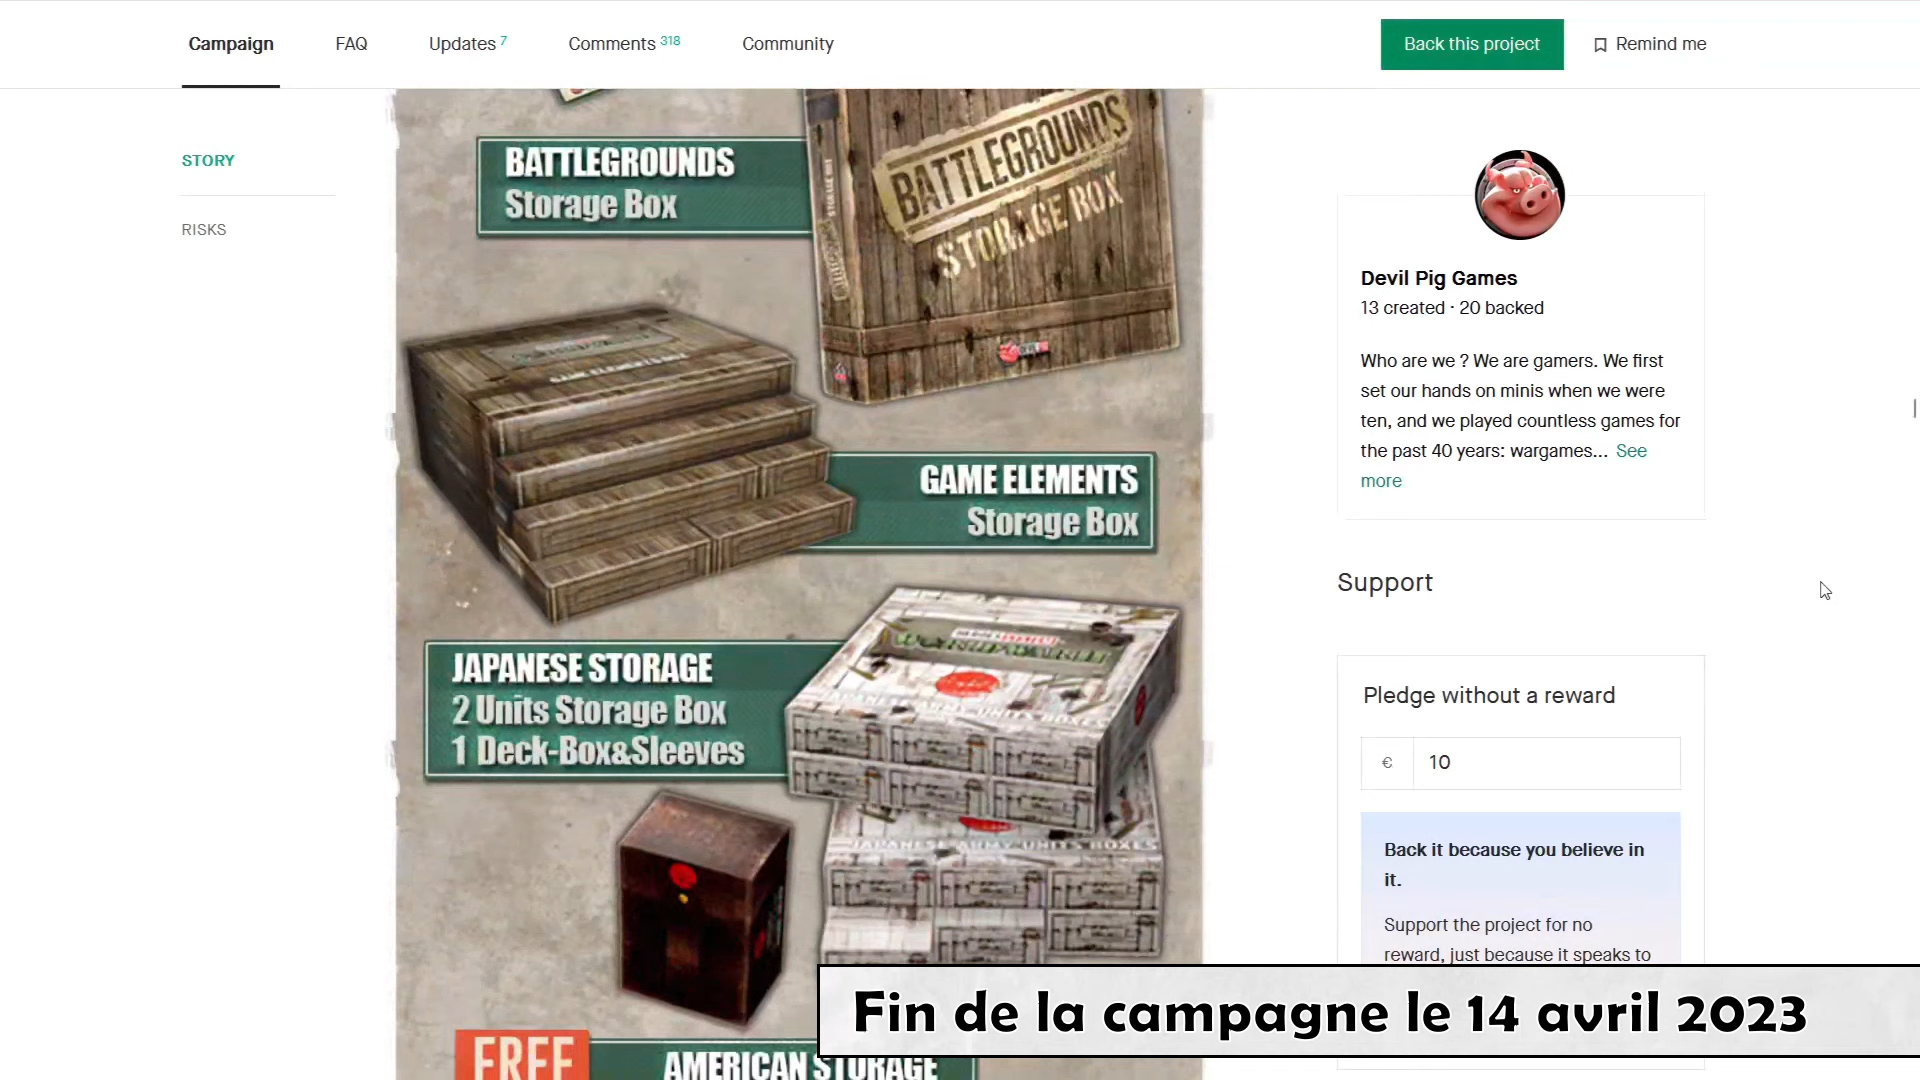 Campaign
FAQ
Updates 7
Comments 318
Community
Back this project
Remind me
STORY
RISKS
BATTLEGROUNDS
Storage Box
BATTLEGROUNDS
STORAGE BOX
GAME ELEMENTS
Storage Box
JAPANESE STORAGE
2 Units Storage Box
1 Deck-Box&Sleeves
JAPANESE ARMY UNITS BOXES
FREE
AMERICAN STORAGE
Devil Pig Games
13 created · 20 backed
Who are we ? We are gamers. We first
set our hands on minis when we were
ten, and we played countless games for
the past 40 years: wargames... See
more
Support
Pledge without a reward
€ 10
Back it because you believe in
it.
Support the project for no
reward, just because it speaks to
Fin de la campagne le 14 avril 2023